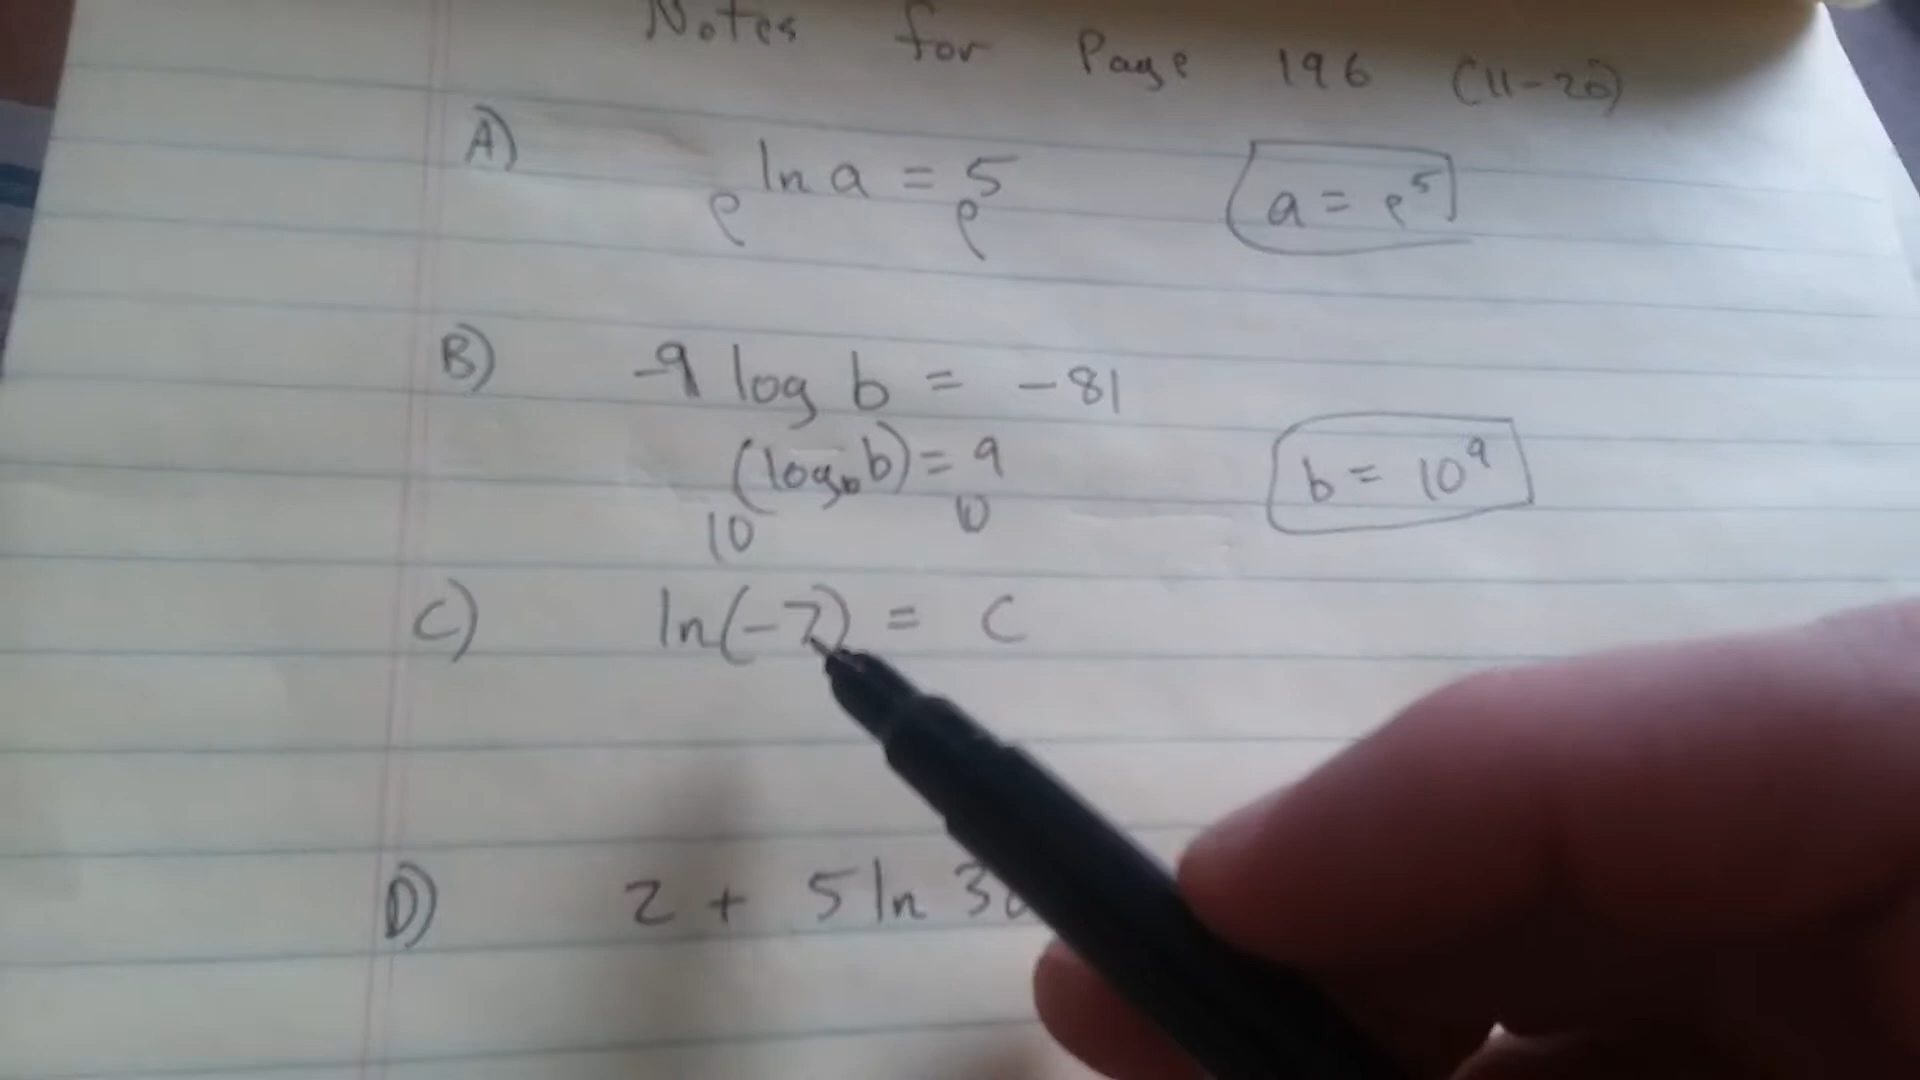 Notes for Page 196 (11-20)
A) e^ln a = e^5
a = e^5
B) -9 log b = -81
10^(log₁₀ b) = 10^9
b = 10^9
C) ln(-7) = c
D) 2 + 5 ln 3